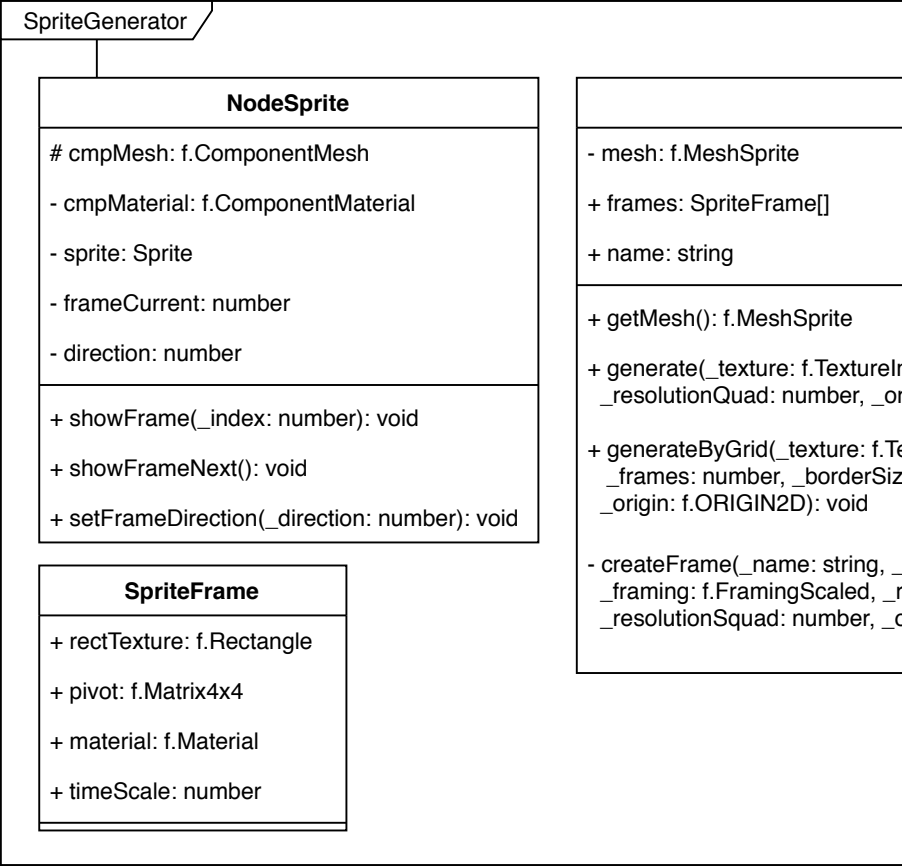 SpriteGenerator
NodeSprite
# cmpMesh: f.ComponentMesh
- cmpMaterial: f.ComponentMaterial
- sprite: Sprite
- frameCurrent: number
- direction: number
+ showFrame(_index: number): void
+ showFrameNext(): void
+ setFrameDirection(_direction: number): void
SpriteFrame
+ rectTexture: f.Rectangle
+ pivot: f.Matrix4x4
+ material: f.Material
+ timeScale: number
- mesh: f.MeshSprite
+ frames: SpriteFrame[]
+ name: string
+ getMesh(): f.MeshSprite
+ generate(_texture:
_resolutionQuad: number,
+ generateByGrid(_texture:
_frames: number,
_origin: f.ORIGIN2D): void
- createFrame(_name: string,
_framing: f.FramingScaled,
_resolutionSquad: number,